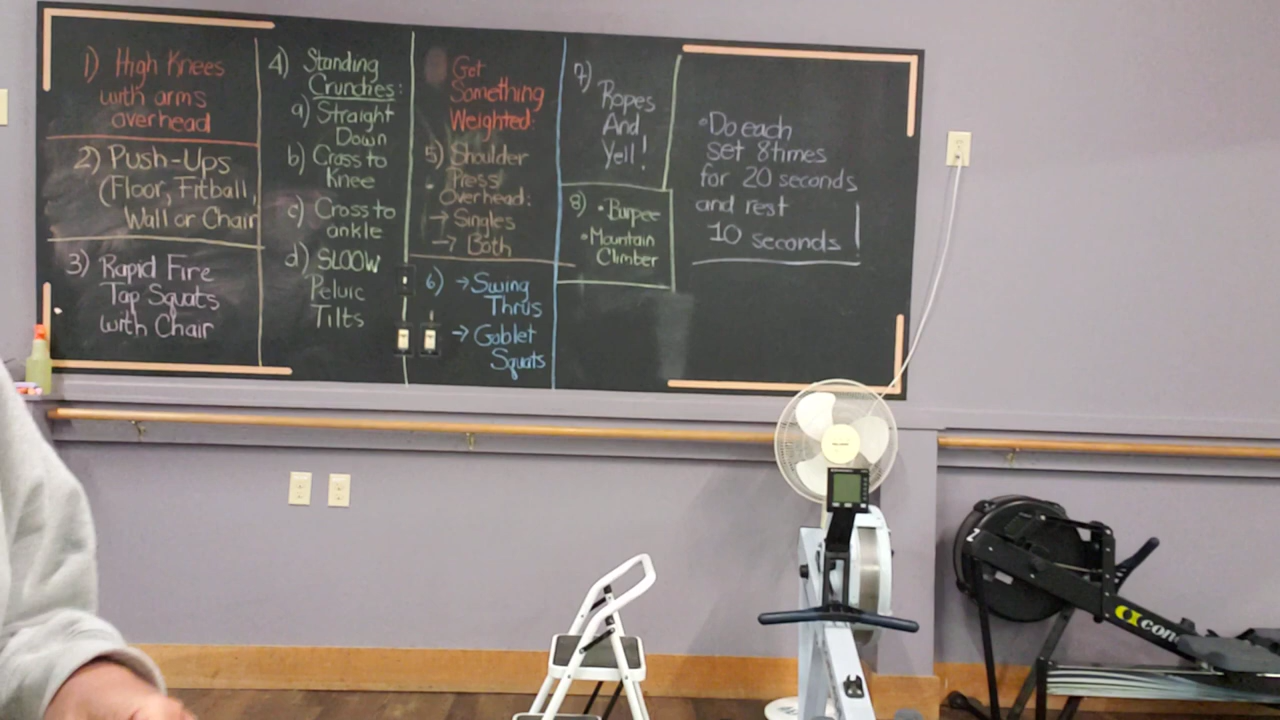 1) High Knees
with arms
overhead
2) Push-Ups
(Floor, Fitball,
Wall or Chair
3) Rapid Fire
Tap Squats
with Chair
4) Standing
Crunchies:
a) Straight
Down
b) Cross to
Knee
c) Cross to
ankle
d) SLOOW
Pelvic
Tilts
Get
Something
Weighted:
5) Shoulder
Press
Overhead:
→ Singles
→ Both
6) → Swing
Thrus
→ Goblet
Squats
7)
Ropes
And
Yell!
8) • Burpee
• Mountain
Climber
• Do each
set 8times
for 20 seconds
and rest
10 seconds